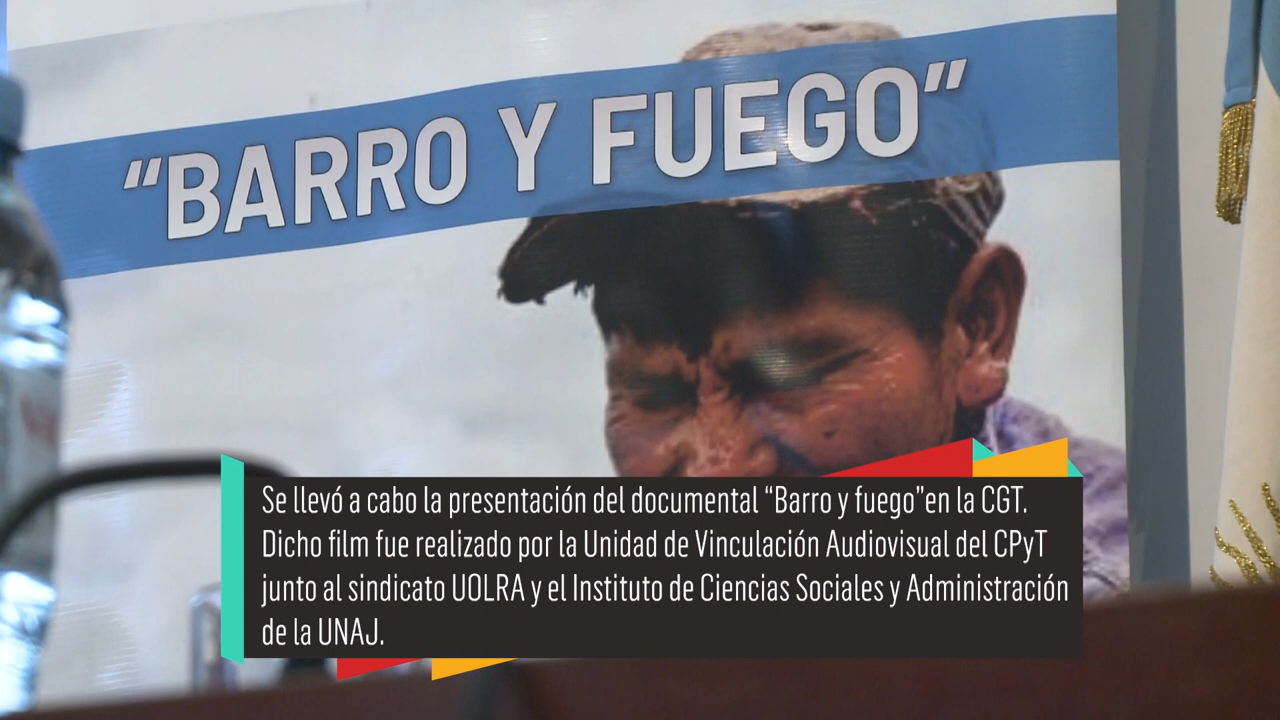 “BARRO Y FUEGO”
Se llevó a cabo la presentación del documental “Barro y fuego”en la CGT.
Dicho film fue realizado por la Unidad de Vinculación Audiovisual del CPyT
junto al sindicato UOLRA y el Instituto de Ciencias Sociales y Administración
de la UNAJ.